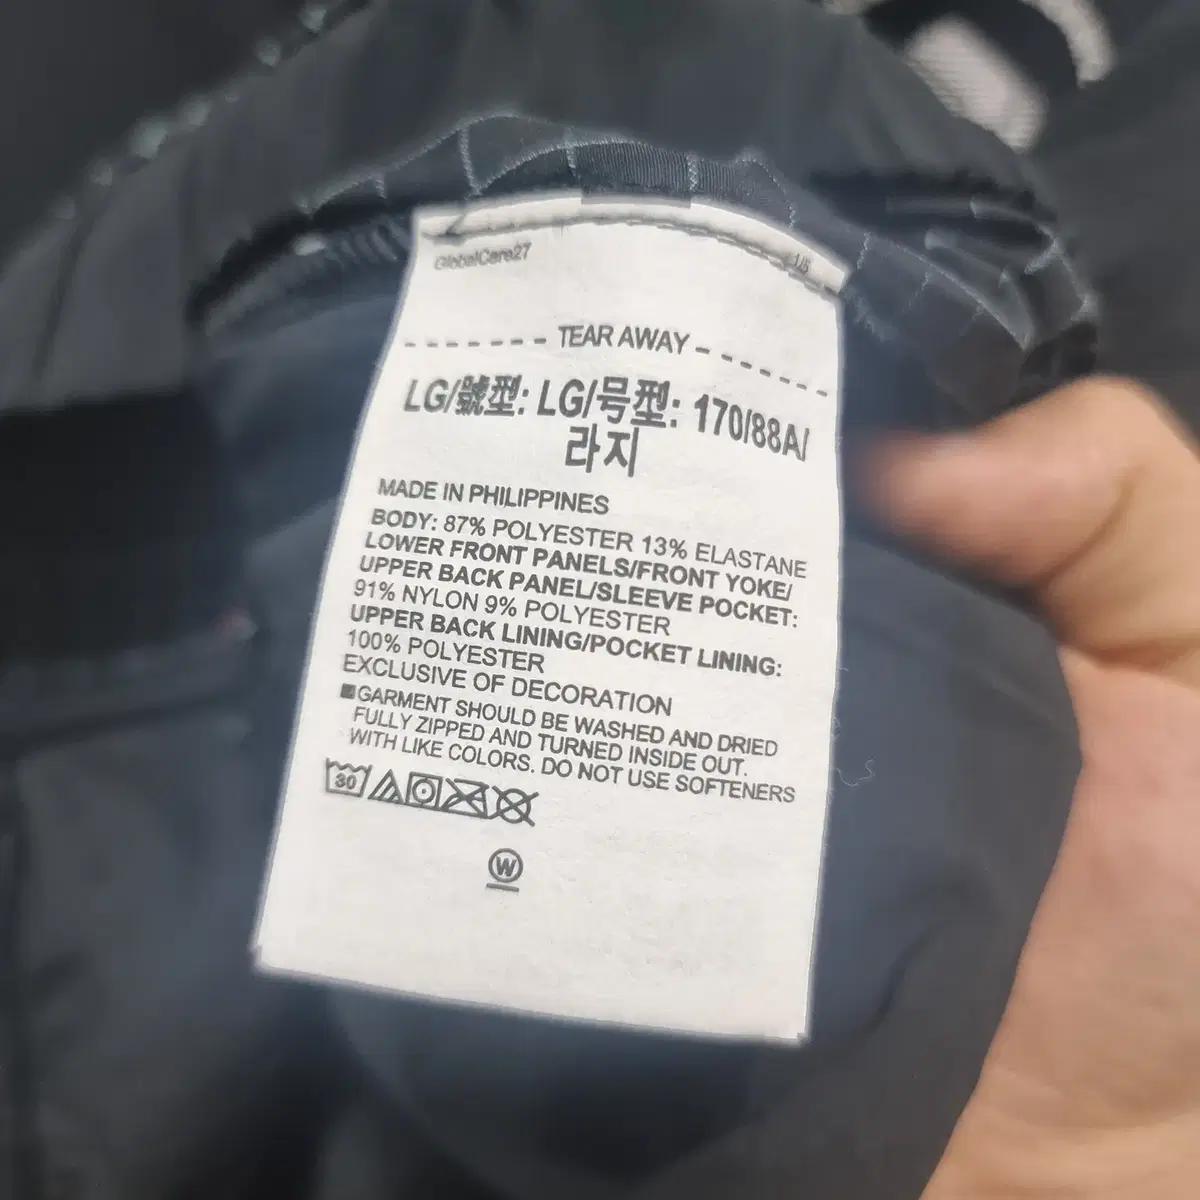 GlobalCare27
1/6
TEAR AWAY
LG/號型: LG/号型: 170/88A/
라지
MADE IN PHILIPPINES
BODY: 87% POLYESTER 13% ELASTANE
LOWER FRONT PANELS/FRONT YOKE/
UPPER BACK PANEL/SLEEVE POCKET:
91% NYLON 9% POLYESTER
UPPER BACK LINING/POCKET LINING:
100% POLYESTER
EXCLUSIVE OF DECORATION
■GARMENT SHOULD BE WASHED AND DRIED
FULLY ZIPPED AND TURNED INSIDE OUT.
WITH LIKE COLORS. DO NOT USE SOFTENERS
30
W